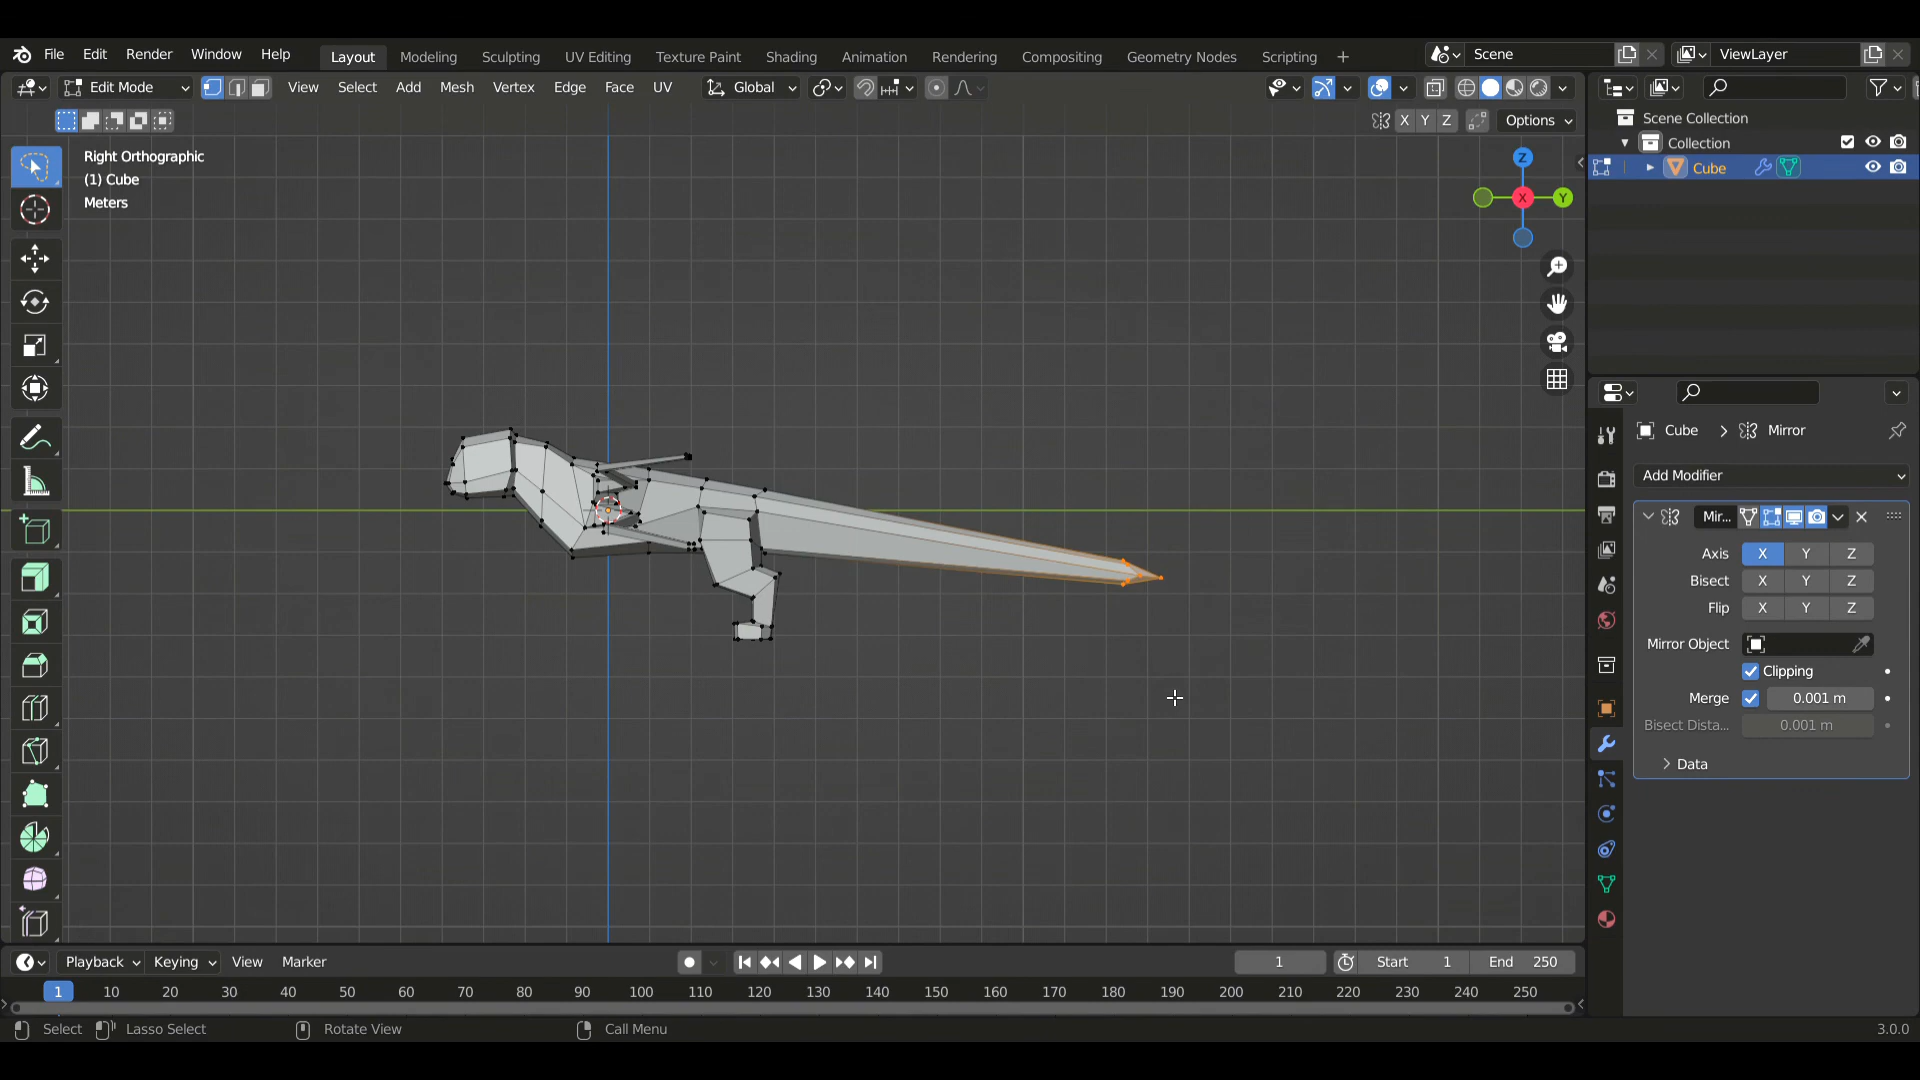 File Edit Render Window Help Layout Modeling Sculpting UV Editing Texture Paint Shading Animation Rendering Compositing Geometry Nodes Scripting + Scene ViewLayer
Edit Mode View Select Add Mesh Vertex Edge Face UV Global
X Y Z Options
Right Orthographic
(1) Cube
Meters
Z
Y
X
Scene Collection
Collection
Cube
Cube > Mirror
Add Modifier
Mir...
Axis X Y Z
Bisect X Y Z
Flip X Y Z
Mirror Object
Clipping
Merge 0.001 m
Bisect Dista... 0.001 m
Data
Playback Keying View Marker 1 Start 1 End 250
1 10 20 30 40 50 60 70 80 90 100 110 120 130 140 150 160 170 180 190 200 210 220 230 240 250
Select Lasso Select Rotate View Call Menu 3.0.0